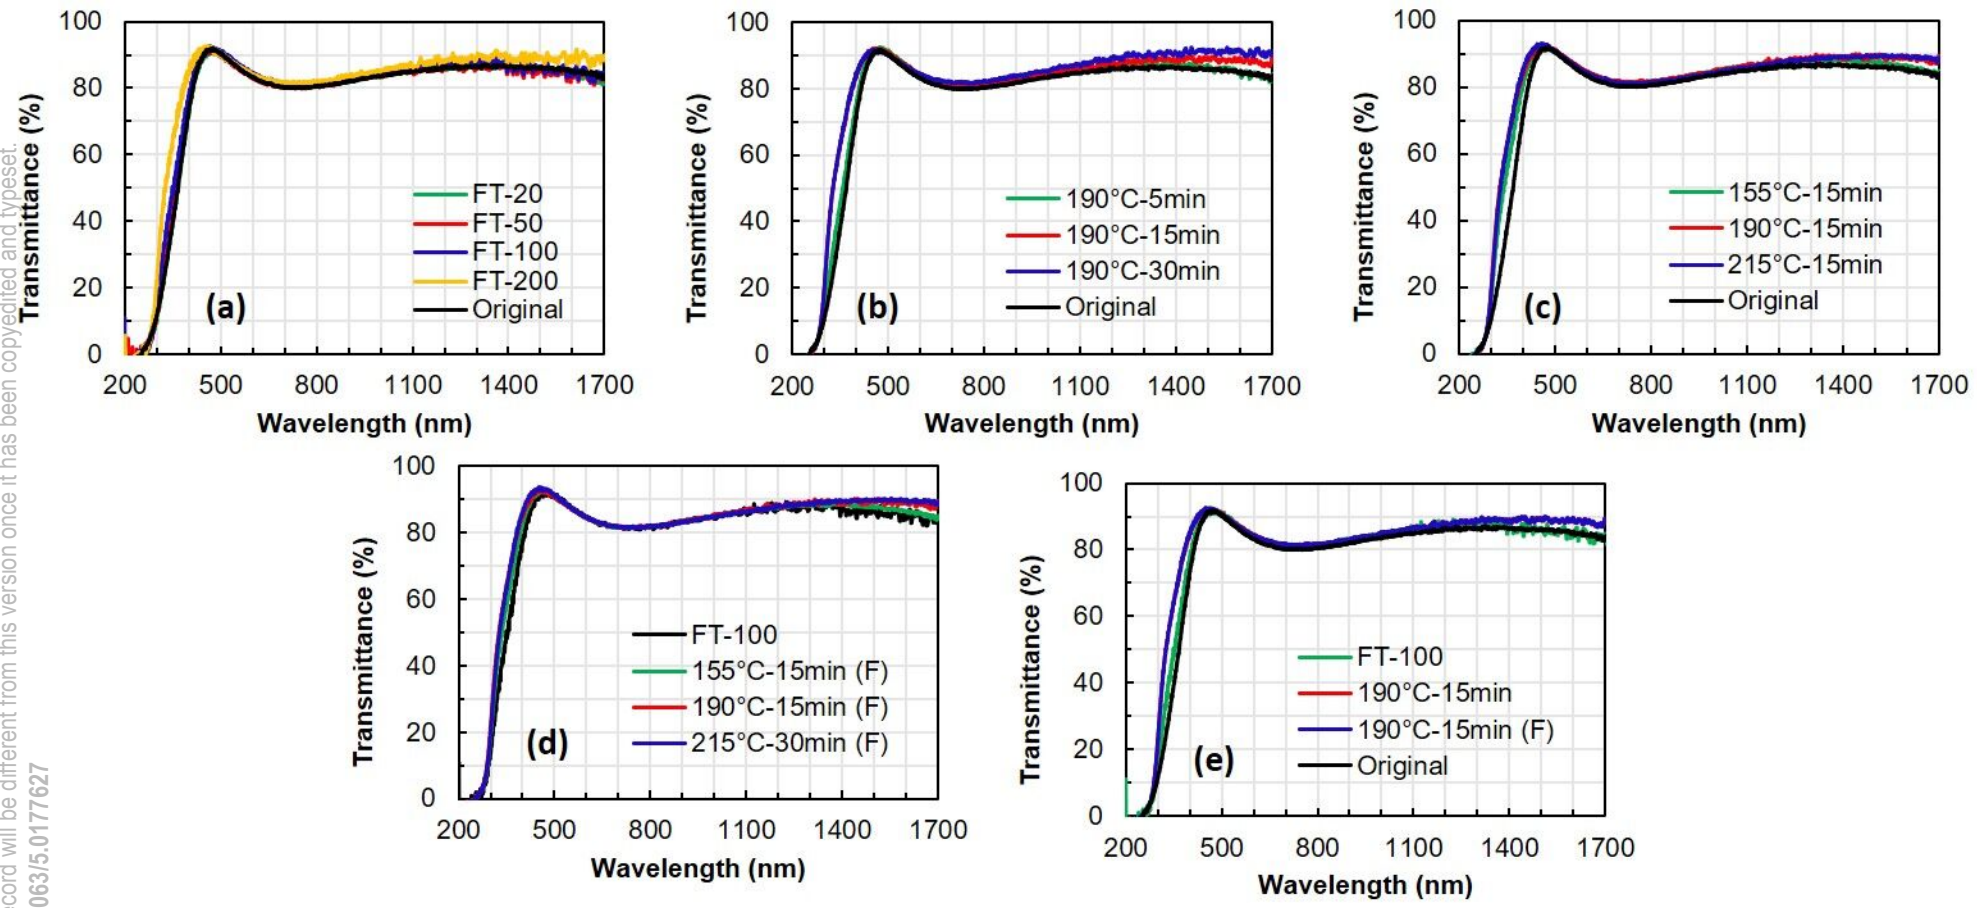 ecord will be different from this version once it has been copyedited and typeset.
063/5.0177627
100
80
60
40
20
0
Transmittance (%)
FT-20
FT-50
FT-100
FT-200
Original
(a)
200 500 800 1100 1400 1700
Wavelength (nm)
100
80
60
40
20
0
Transmittance (%)
190°C-5min
190°C-15min
190°C-30min
Original
(b)
200 500 800 1100 1400 1700
Wavelength (nm)
100
80
60
40
20
0
Transmittance (%)
155°C-15min
190°C-15min
215°C-15min
Original
(c)
200 500 800 1100 1400 1700
Wavelength (nm)
100
80
60
40
20
0
Transmittance (%)
FT-100
155°C-15min (F)
190°C-15min (F)
215°C-30min (F)
(d)
200 500 800 1100 1400 1700
Wavelength (nm)
100
80
60
40
20
0
Transmittance (%)
FT-100
190°C-15min
190°C-15min (F)
Original
(e)
200 500 800 1100 1400 1700
Wavelength (nm)